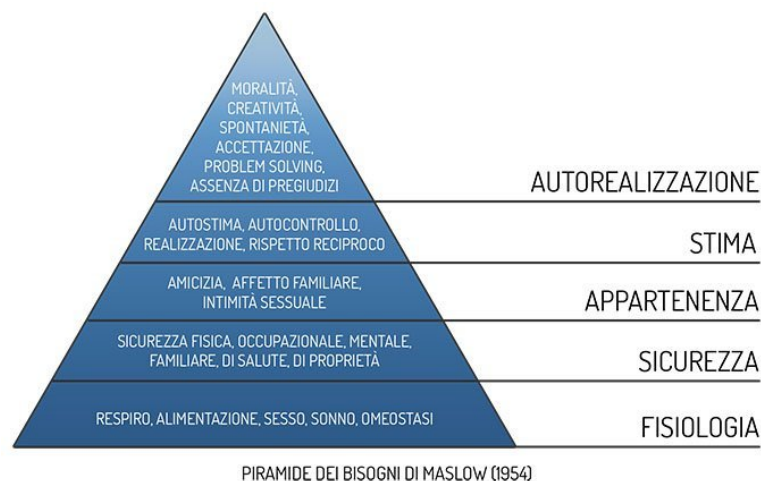 MORALITÀ,
CREATIVITÀ,
SPONTANIETÀ,
ACCETTAZIONE,
PROBLEM SOLVING,
ASSENZA DI PREGIUDIZI
AUTOREALIZZAZIONE
AUTOSTIMA, AUTOCONTROLLO,
REALIZZAZIONE, RISPETTO RECIPROCO
STIMA
AMICIZIA, AFFETTO FAMILIARE,
INTIMITÀ SESSUALE
APPARTENENZA
SICUREZZA FISICA, OCCUPAZIONALE, MENTALE,
FAMILIARE, DI SALUTE, DI PROPRIETÀ
SICUREZZA
RESPIRO, ALIMENTAZIONE, SESSO, SONNO, OMEOSTASI
FISIOLOGIA
PIRAMIDE DEI BISOGNI DI MASLOW (1954)